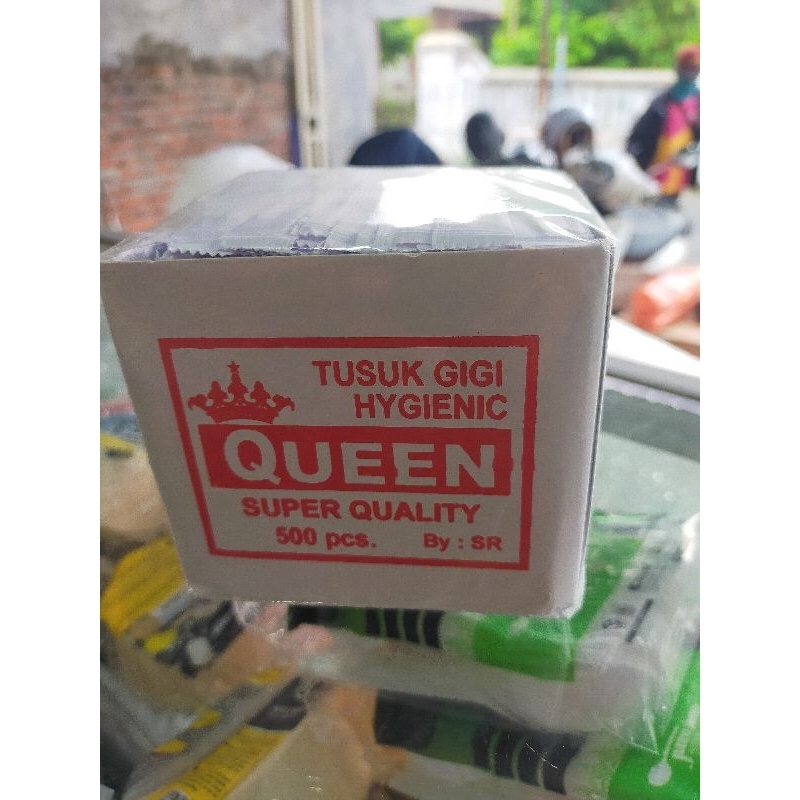 TUSUK GIGI
HYGIENIC
QUEEN
SUPER QUALITY
500 pcs. By : SR